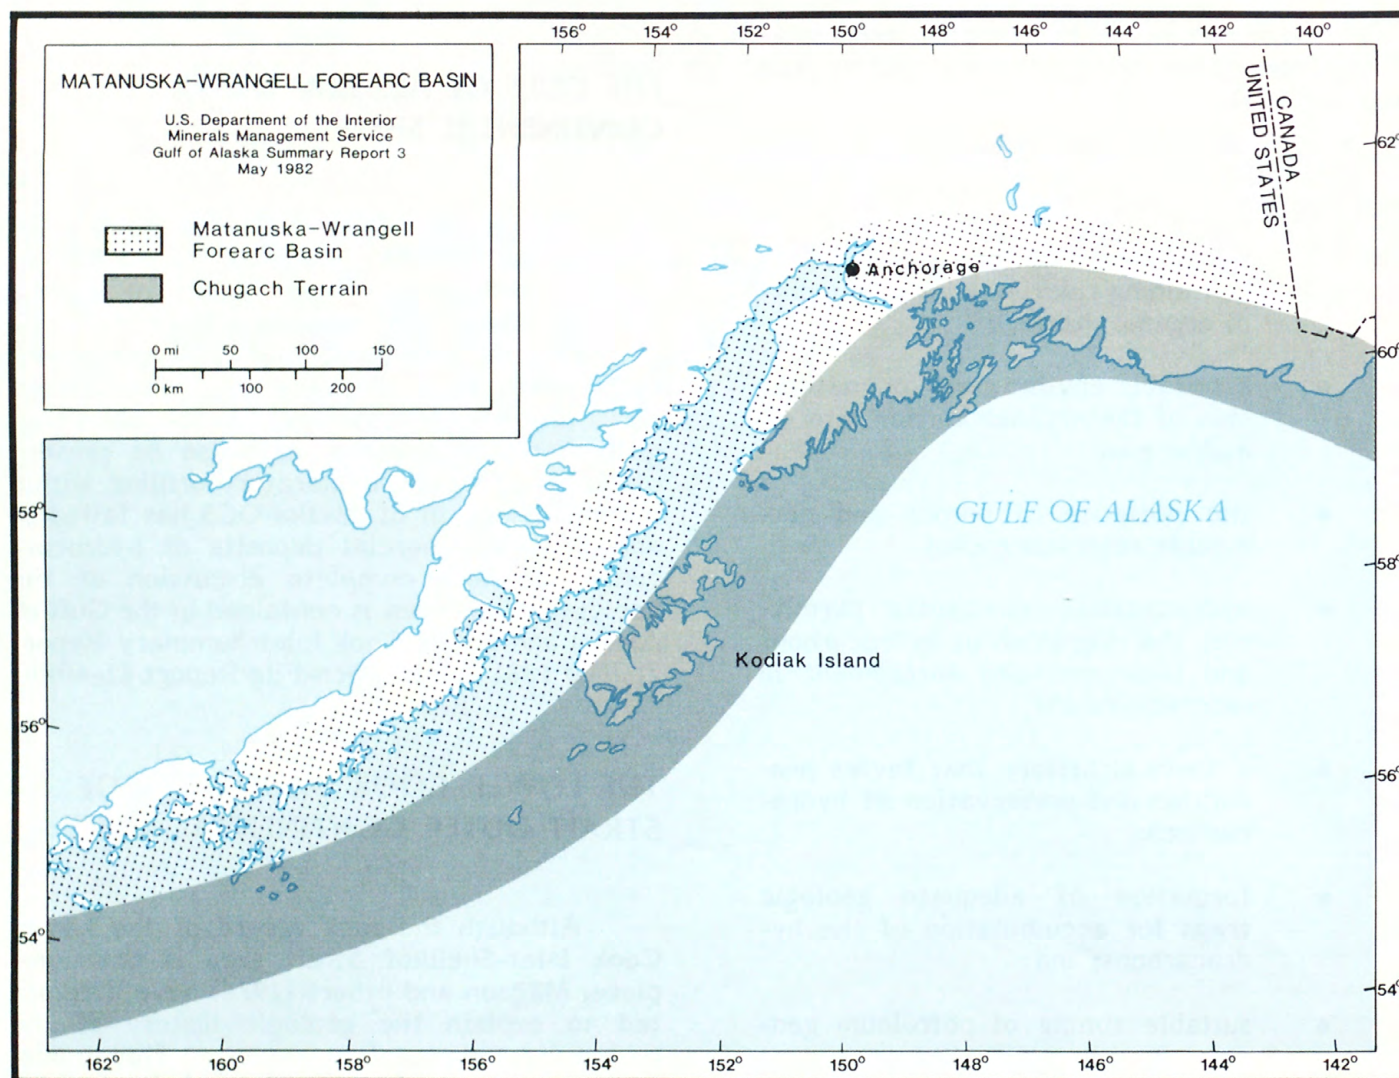 MATANUSKA–WRANGELL FOREARC BASIN
U.S. Department of the Interior
Minerals Management Service
Gulf of Alaska Summary Report 3
May 1982
Matanuska–Wrangell
Forearc Basin
Chugach Terrain
0 mi 50 100 150
0 km 100 200
156° 154° 152° 150° 148° 146° 144° 142° 140°
CANADA
UNITED STATES
62°
Anchorage
60°
GULF OF ALASKA
58°
58°
Kodiak Island
56°
56°
54°
54°
162° 160° 158° 156° 154° 152° 150° 148° 146° 144° 142°